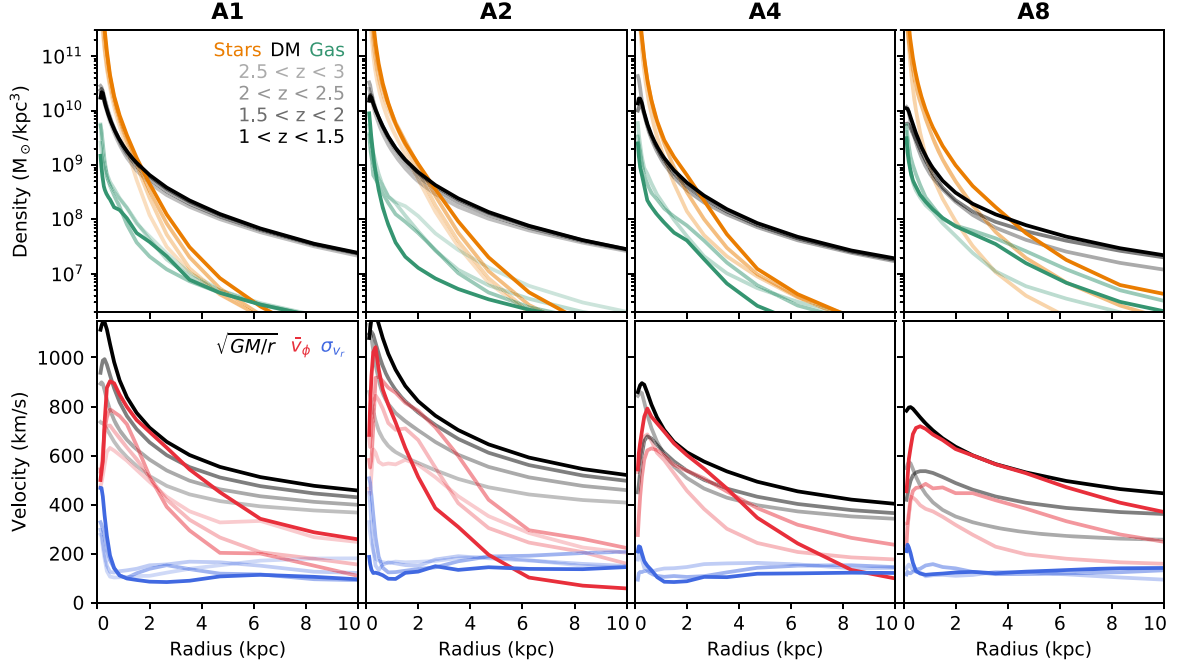 A1 A2 A4 A8
Density (M⊙/kpc³)
10¹¹
10¹⁰
10⁹
10⁸
10⁷
Stars DM Gas
2.5 < z < 3
2 < z < 2.5
1.5 < z < 2
1 < z < 1.5
Velocity (km/s)
1000
800
600
400
200
0
√GM/r v̄ϕ σvᵣ
0 2 4 6 8 10 0 2 4 6 8 10 0 2 4 6 8 10 0 2 4 6 8 10
Radius (kpc) Radius (kpc) Radius (kpc) Radius (kpc)